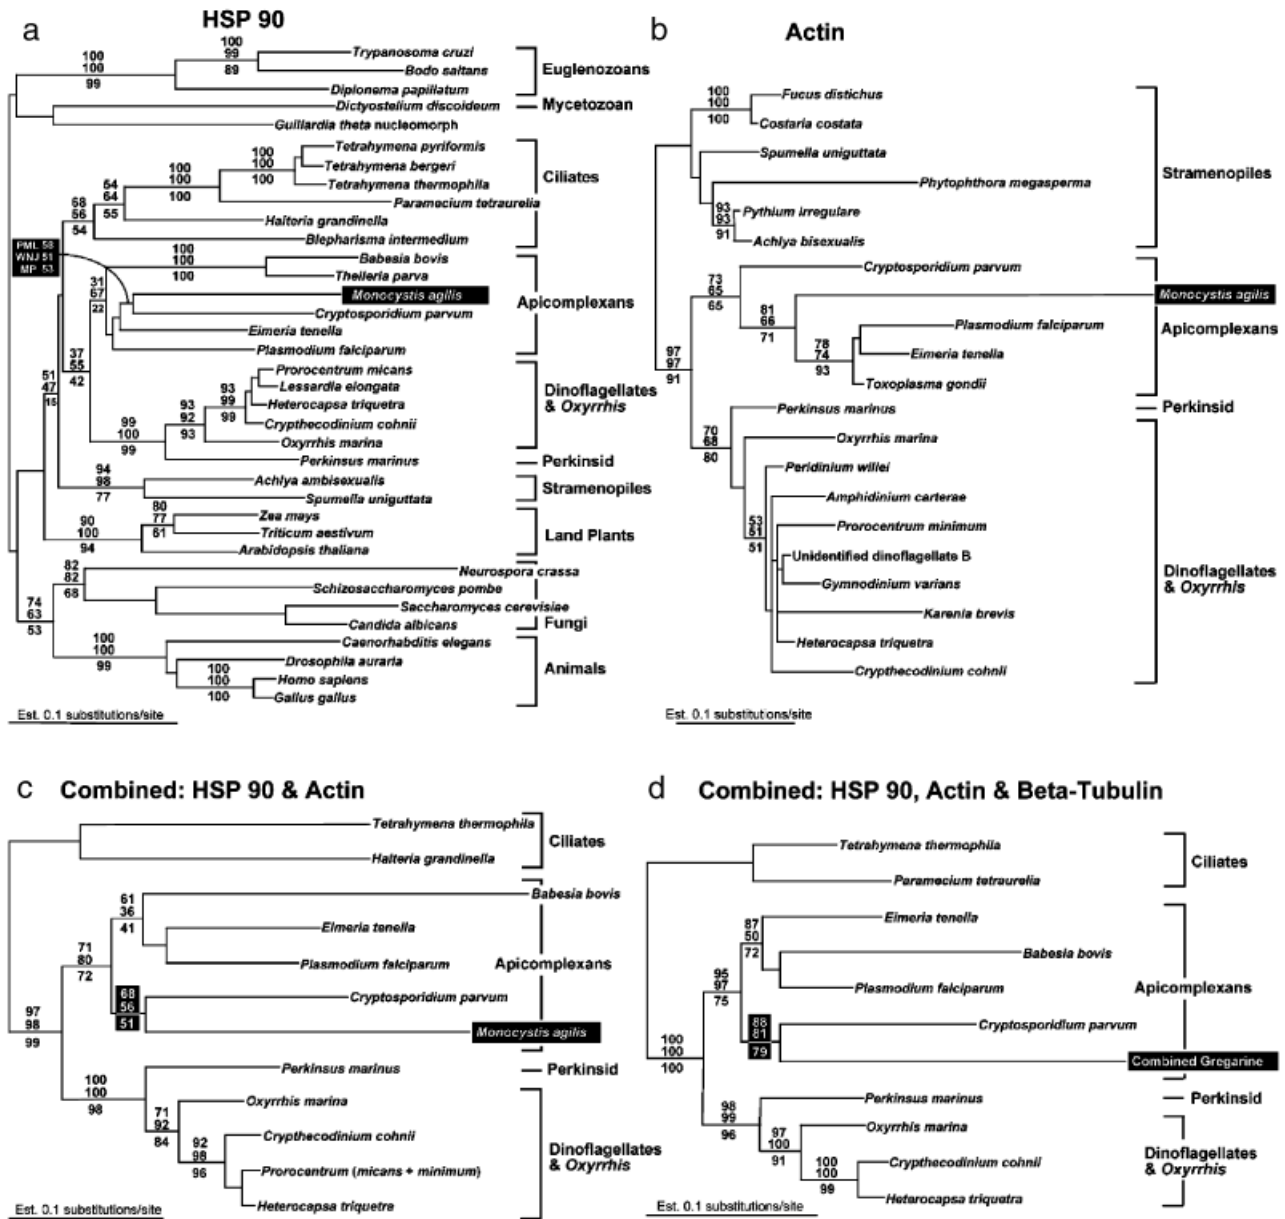 a
HSP 90
100
99
89
100
100
99
Trypanosoma cruzi
Bodo saltans
Diplonema papillatum
Euglenozoans
Dictyostelium discoideum
Mycetozoan
Guillardia theta nucleomorph
Tetrahymena pyriformis
Tetrahymena bergeri
Tetrahymena thermophila
Paramecium tetraurelia
Halteria grandinella
Blepharisma intermedium
Ciliates
100
100
100
100
100
100
54
64
55
68
56
54
PML 58
WNJ 51
MP 53
100
100
100
Babesia bovis
Theileria parva
Monocystis agilis
Cryptosporidium parvum
Eimeria tenella
Plasmodium falciparum
Apicomplexans
31
67
22
37
55
42
51
47
15
Prorocentrum micans
Lessardia elongata
Heterocapsa triquetra
Crypthecodinium cohnii
Oxyrrhis marina
Dinoflagellates
& Oxyrrhis
93
99
99
93
92
93
99
100
99
Perkinsus marinus
Perkinsid
94
98
77
Achlya ambisexualis
Spumella uniguttata
Stramenopiles
80
77
61
90
100
94
Zea mays
Triticum aestivum
Arabidopsis thaliana
Land Plants
82
82
68
74
63
53
Neurospora crassa
Schizosaccharomyces pombe
Saccharomyces cerevisiae
Candida albicans
Fungi
100
100
99
100
100
100
Caenorhabditis elegans
Drosophila auraria
Homo sapiens
Gallus gallus
Animals
Est. 0.1 substitutions/site
b
Actin
100
100
100
Fucus distichus
Costaria costata
Spumella uniguttata
Phytophthora megasperma
Pythium irregulare
Achlya bisexualis
Stramenopiles
93
93
91
Cryptosporidium parvum
Monocystis agilis
Plasmodium falciparum
Eimeria tenella
Toxoplasma gondii
Apicomplexans
73
65
65
81
66
71
78
74
93
97
97
91
Perkinsus marinus
Perkinsid
70
68
80
Oxyrrhis marina
Peridinium willei
Amphidinium carterae
Prorocentrum minimum
Unidentified dinoflagellate B
Gymnodinium varians
Karenia brevis
Heterocapsa triquetra
Crypthecodinium cohnii
Dinoflagellates
& Oxyrrhis
53
51
51
Est. 0.1 substitutions/site
c
Combined: HSP 90 & Actin
Tetrahymena thermophila
Halteria grandinella
Ciliates
61
36
41
Babesia bovis
Eimeria tenella
Plasmodium falciparum
Cryptosporidium parvum
Monocystis agilis
Apicomplexans
71
80
72
68
56
51
97
98
99
Perkinsus marinus
Perkinsid
100
100
98
71
92
84
92
98
96
Oxyrrhis marina
Crypthecodinium cohnii
Prorocentrum (micans + minimum)
Heterocapsa triquetra
Dinoflagellates
& Oxyrrhis
Est. 0.1 substitutions/site
d
Combined: HSP 90, Actin & Beta-Tubulin
Tetrahymena thermophila
Paramecium tetraurelia
Ciliates
87
50
72
Eimeria tenella
Babesia bovis
Plasmodium falciparum
Cryptosporidium parvum
Combined Gregarine
Apicomplexans
95
97
75
88
81
79
100
100
100
Perkinsus marinus
Perkinsid
98
99
96
97
100
91
100
100
99
Oxyrrhis marina
Crypthecodinium cohnii
Heterocapsa triquetra
Dinoflagellates
& Oxyrrhis
Est. 0.1 substitutions/site